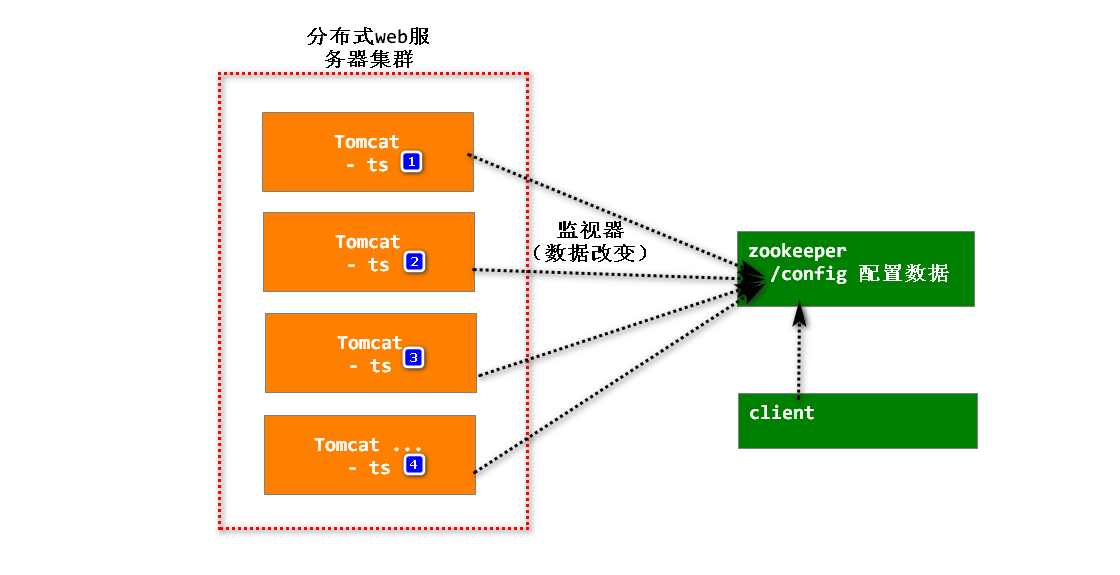 分布式web服
务器集群
Tomcat
- ts 1
Tomcat
- ts 2
Tomcat
- ts 3
Tomcat ...
- ts 4
监视器
(数据改变)
zookeeper
/config 配置数据
client